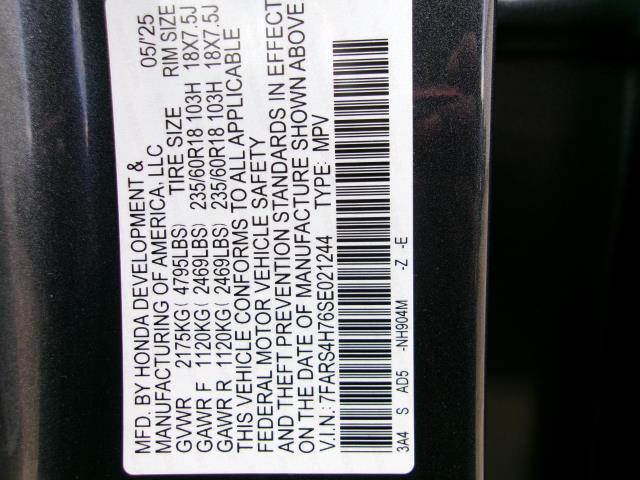 MFD. BY HONDA DEVELOPMENT & 05/'25
MANUFACTURING OF AMERICA, LLC
TIRE SIZE RIM SIZE
GVWR 2175KG( 4795LBS)
GAWR F 1120KG( 2469LBS) 235/60R18 103H 18X7.5J
GAWR R 1120KG( 2469LBS) 235/60R18 103H 18X7.5J
THIS VEHICLE CONFORMS TO ALL APPLICABLE
FEDERAL MOTOR VEHICLE SAFETY
AND THEFT PREVENTION STANDARDS IN EFFECT
ON THE DATE OF MANUFACTURE SHOWN ABOVE
V.I.N.: 7FARS4H76SE021244 TYPE: MPV
3A4 S AD5 -NH904M -Z -E